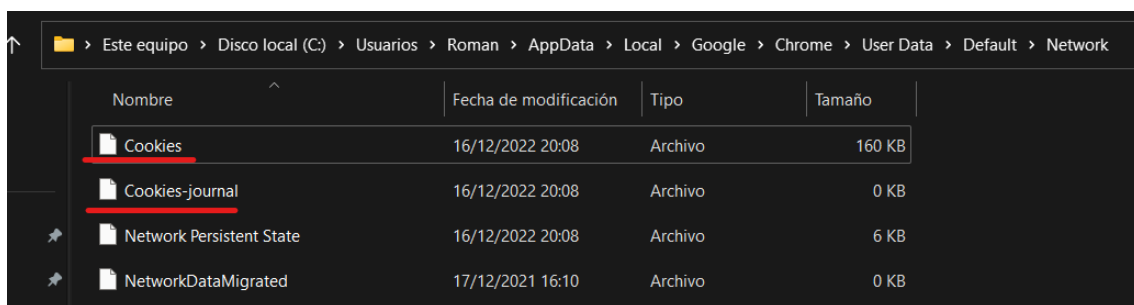 Este equipo > Disco local (C:) > Usuarios > Roman > AppData > Local > Google > Chrome > User Data > Default > Network
Nombre Fecha de modificación Tipo Tamaño
Cookies 16/12/2022 20:08 Archivo 160 KB
Cookies-journal 16/12/2022 20:08 Archivo 0 KB
Network Persistent State 16/12/2022 20:08 Archivo 6 KB
NetworkDataMigrated 17/12/2021 16:10 Archivo 0 KB